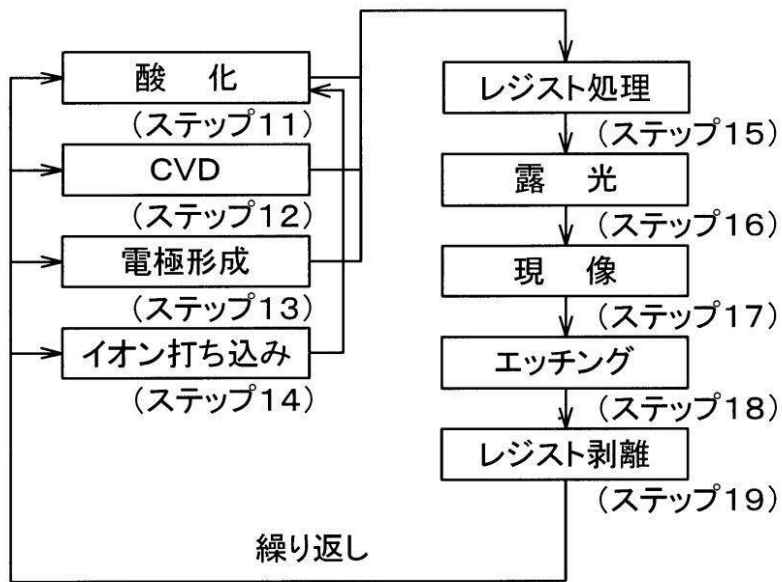 酸 化
(ステップ11)
CVD
(ステップ12)
電極形成
(ステップ13)
イオン打ち込み
(ステップ14)
レジスト処理
(ステップ15)
露 光
(ステップ16)
現 像
(ステップ17)
エッチング
(ステップ18)
レジスト剥離
(ステップ19)
繰り返し